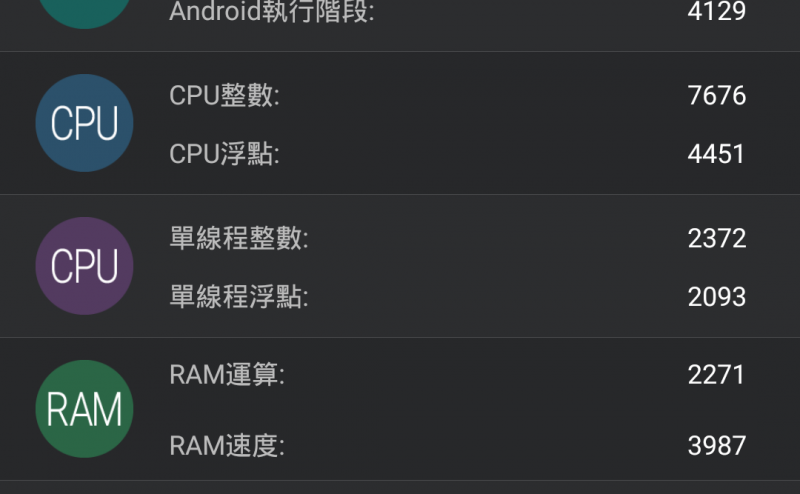 Android執行階段: 4129
CPU CPU整數: 7676
CPU浮點: 4451
CPU 單線程整數: 2372
單線程浮點: 2093
RAM RAM運算: 2271
RAM速度: 3987